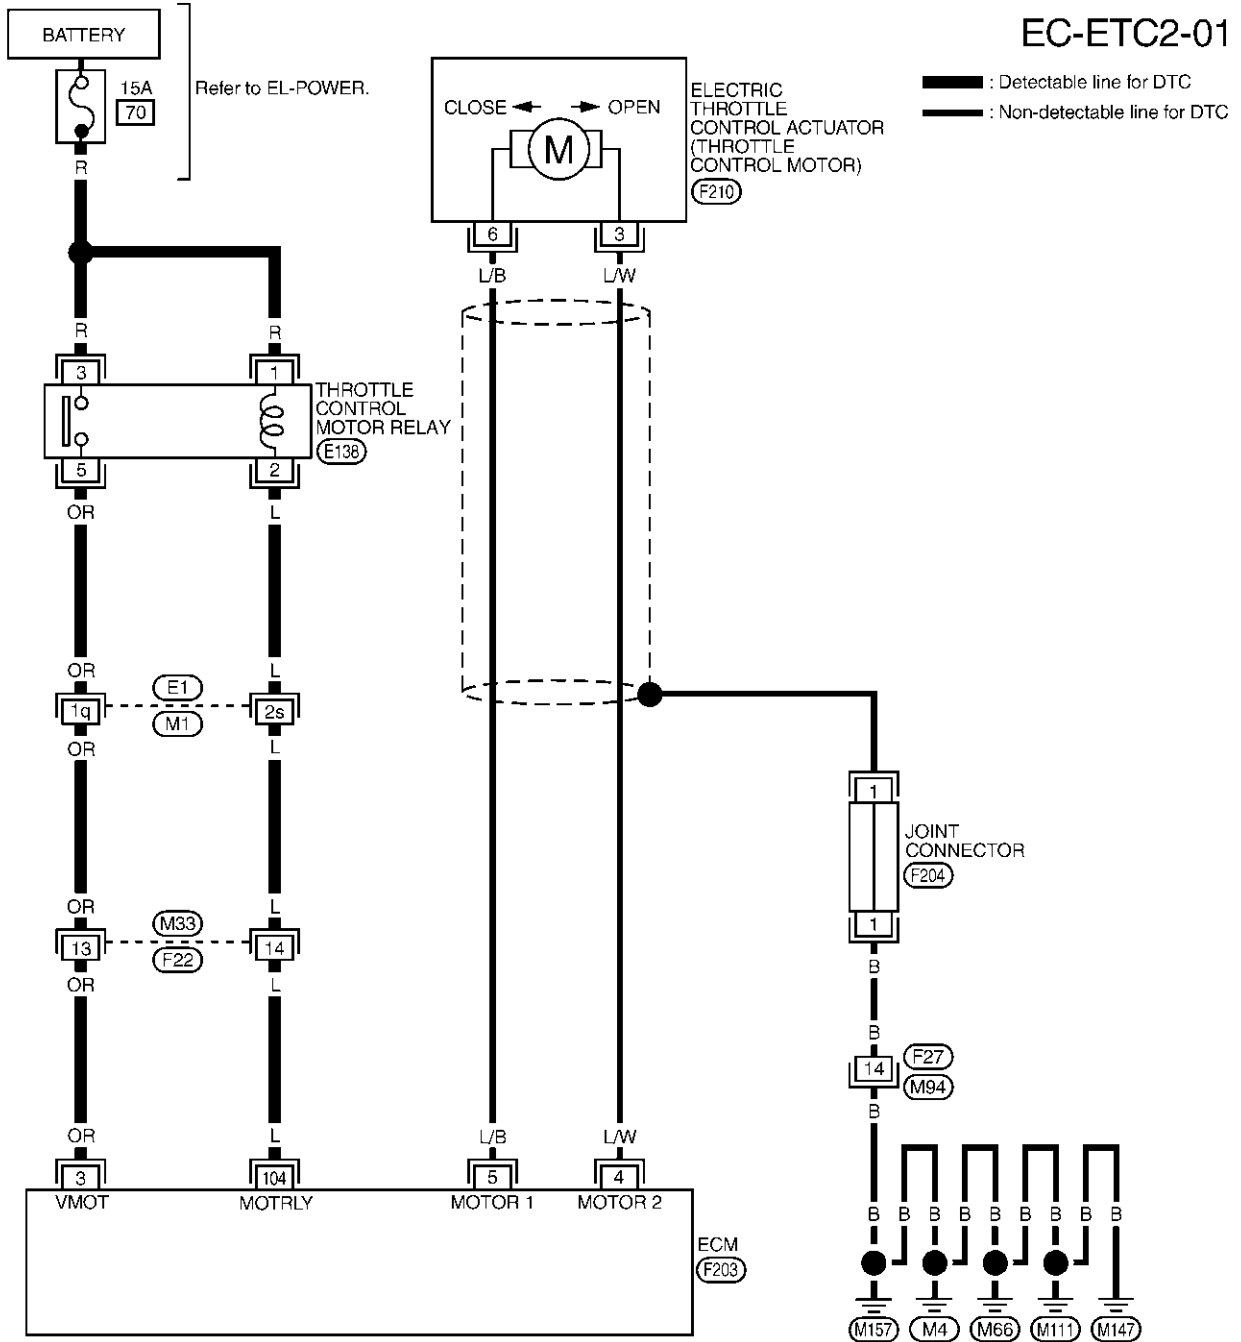 EC-ETC2-01
BATTERY
15A
70
Refer to EL-POWER.
: Detectable line for DTC
: Non-detectable line for DTC
CLOSE
OPEN
M
ELECTRIC
THROTTLE
CONTROL ACTUATOR
(THROTTLE
CONTROL MOTOR)
F210
R
6
3
L/B
L/W
R
R
3
1
THROTTLE
CONTROL
MOTOR RELAY
E138
5
2
OR
L
OR
L
E1
1q
2s
M1
OR
L
1
JOINT
CONNECTOR
F204
1
OR
L
M33
13
14
F22
OR
L
B
B
14
F27
M94
B
OR
L
L/B
L/W
3
104
5
4
VMOT
MOTRLY
MOTOR 1
MOTOR 2
B
B
B
B
B
B
B
B
B
ECM
F203
M157
M4
M66
M111
M147